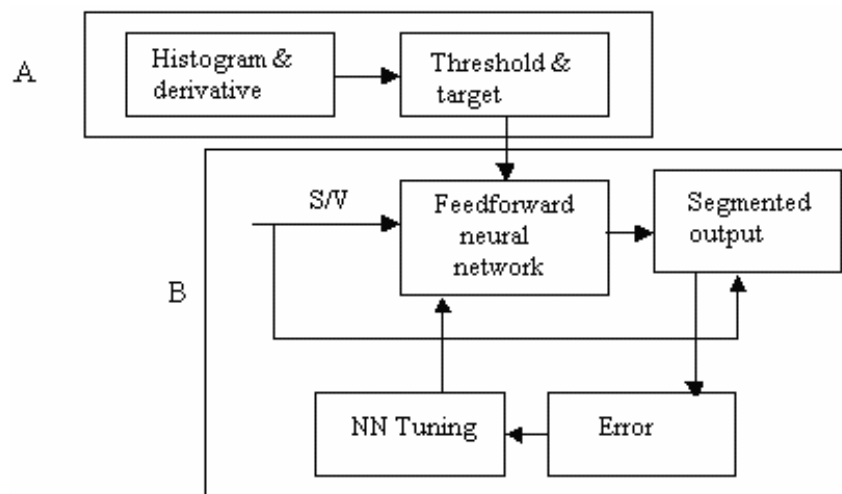 A
Histogram &
derivative
Threshold &
target
B
S/V
Feedforward
neural
network
Segmented
output
NN Tuning
Error